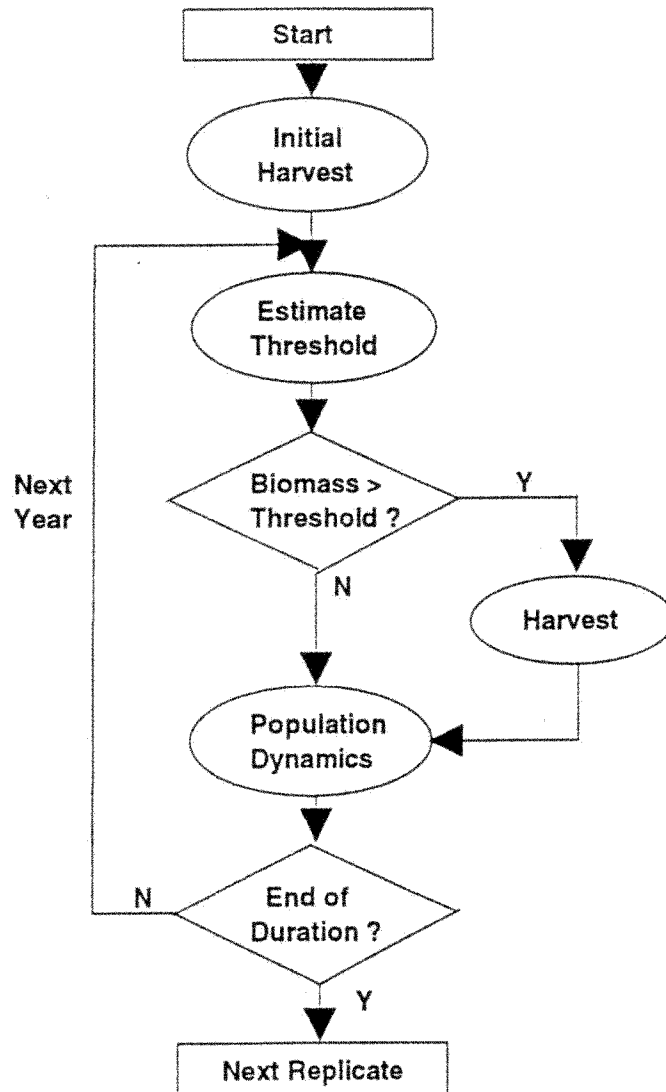 Start
Initial
Harvest
Estimate
Threshold
Next
Year
Biomass >
Threshold ?
Y
N
Harvest
Population
Dynamics
N
End of
Duration ?
Y
Next Replicate